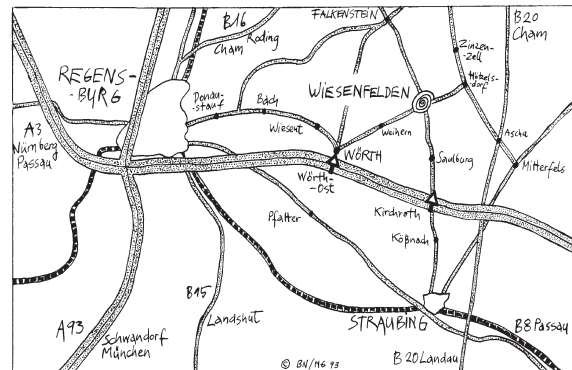 B16
Roding
Cham
FALKENSTEIN
B20
Cham
Zinzen-
zell
REGENS-
BURG
WIESENFELDEN
Hötzels-
dorf
Donau-
stauf
Bach
Wiesent
Weihern
Ascha
A3
Nürnberg
Passau
WÖRTH
Saulburg
Mitterfels
Wörth-
Ost
Pfatter
Kirchroth
Kößnach
B15
Landshut
STRAUBING
A93
Schwandorf
München
B8 Passau
B20 Landau
© BN/HG 93